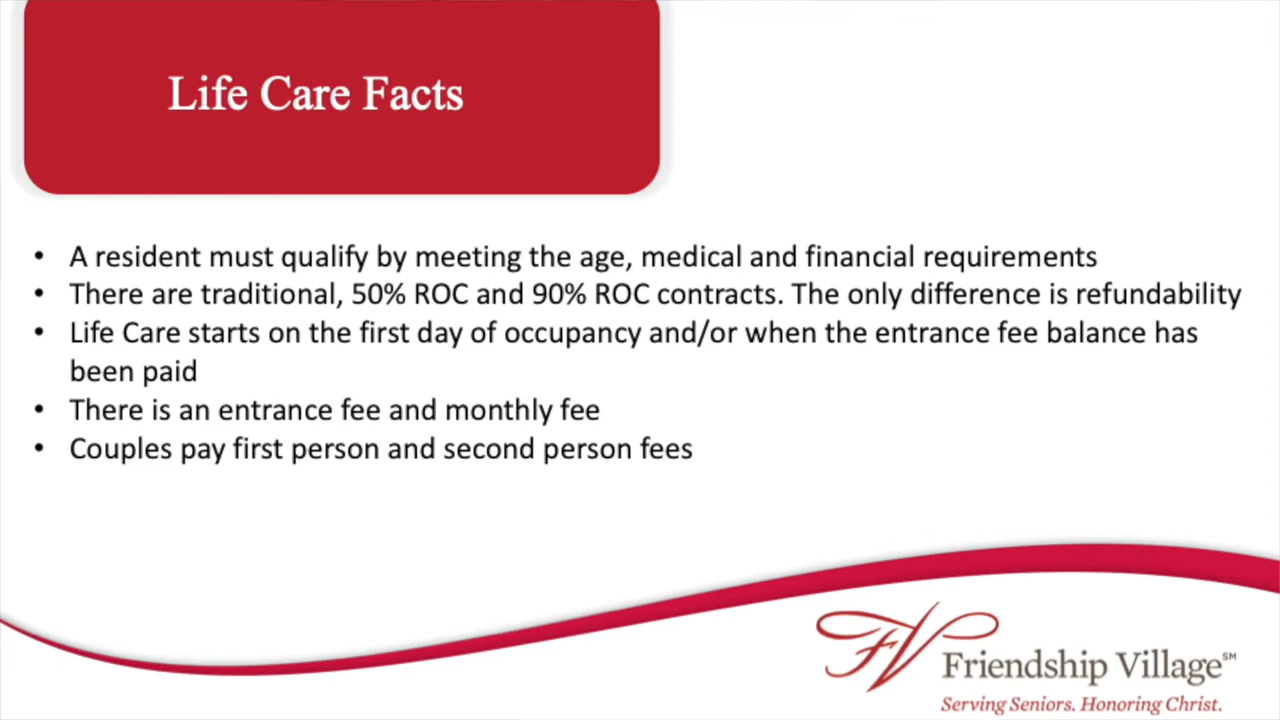 Life Care Facts
• A resident must qualify by meeting the age, medical and financial requirements
• There are traditional, 50% ROC and 90% ROC contracts. The only difference is refundability
• Life Care starts on the first day of occupancy and/or when the entrance fee balance has
been paid
• There is an entrance fee and monthly fee
• Couples pay first person and second person fees
FV
Friendship Village℠
Serving Seniors. Honoring Christ.